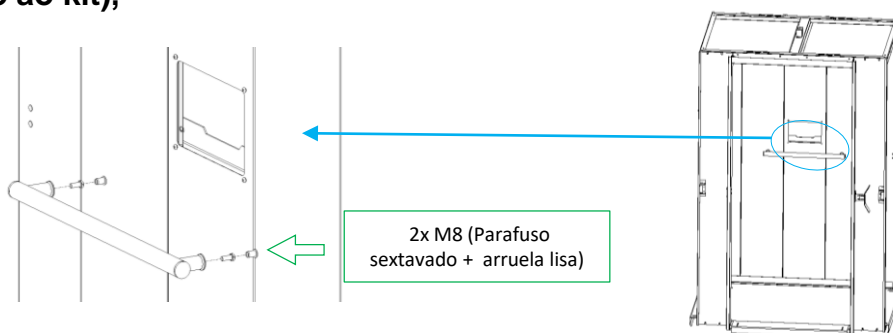 ao kit),
2x M8 (Parafuso
sextavado + arruela lisa)